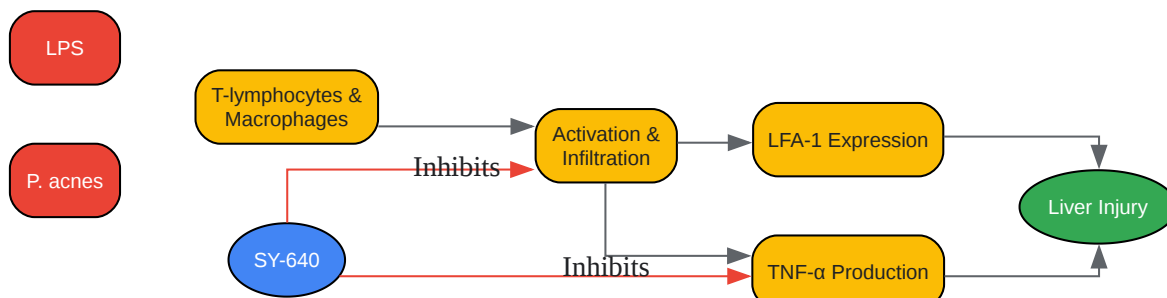 LPS
T-lymphocytes &
Macrophages
Activation &
Infiltration
LFA-1 Expression
Inhibits
P. acnes
Liver Injury
SY-640
Inhibits
TNF-α Production